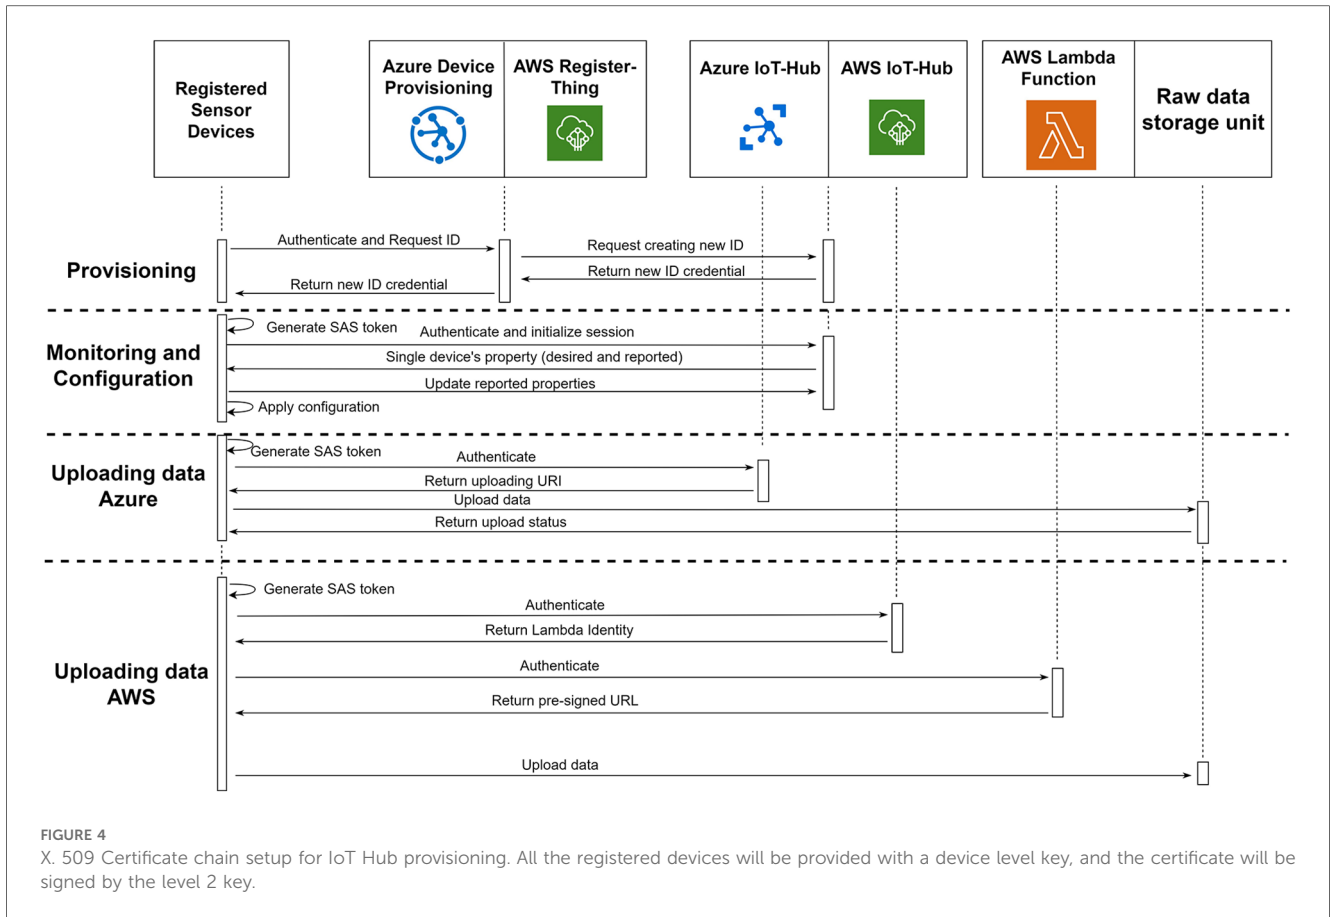 Registered
Sensor
Devices
Azure Device
Provisioning
AWS Register-
Thing
Azure IoT-Hub
AWS IoT-Hub
AWS Lambda
Function
Raw data
storage unit
Provisioning
Authenticate and Request ID
Request creating new ID
Return new ID credential
Return new ID credential
Monitoring and
Configuration
Generate SAS token
Authenticate and initialize session
Single device's property (desired and reported)
Update reported properties
Apply configuration
Uploading data
Azure
Generate SAS token
Authenticate
Return uploading URI
Upload data
Return upload status
Uploading data
AWS
Generate SAS token
Authenticate
Return Lambda Identity
Authenticate
Return pre-signed URL
Upload data
FIGURE 4
X. 509 Certificate chain setup for IoT Hub provisioning. All the registered devices will be provided with a device level key, and the certificate will be
signed by the level 2 key.